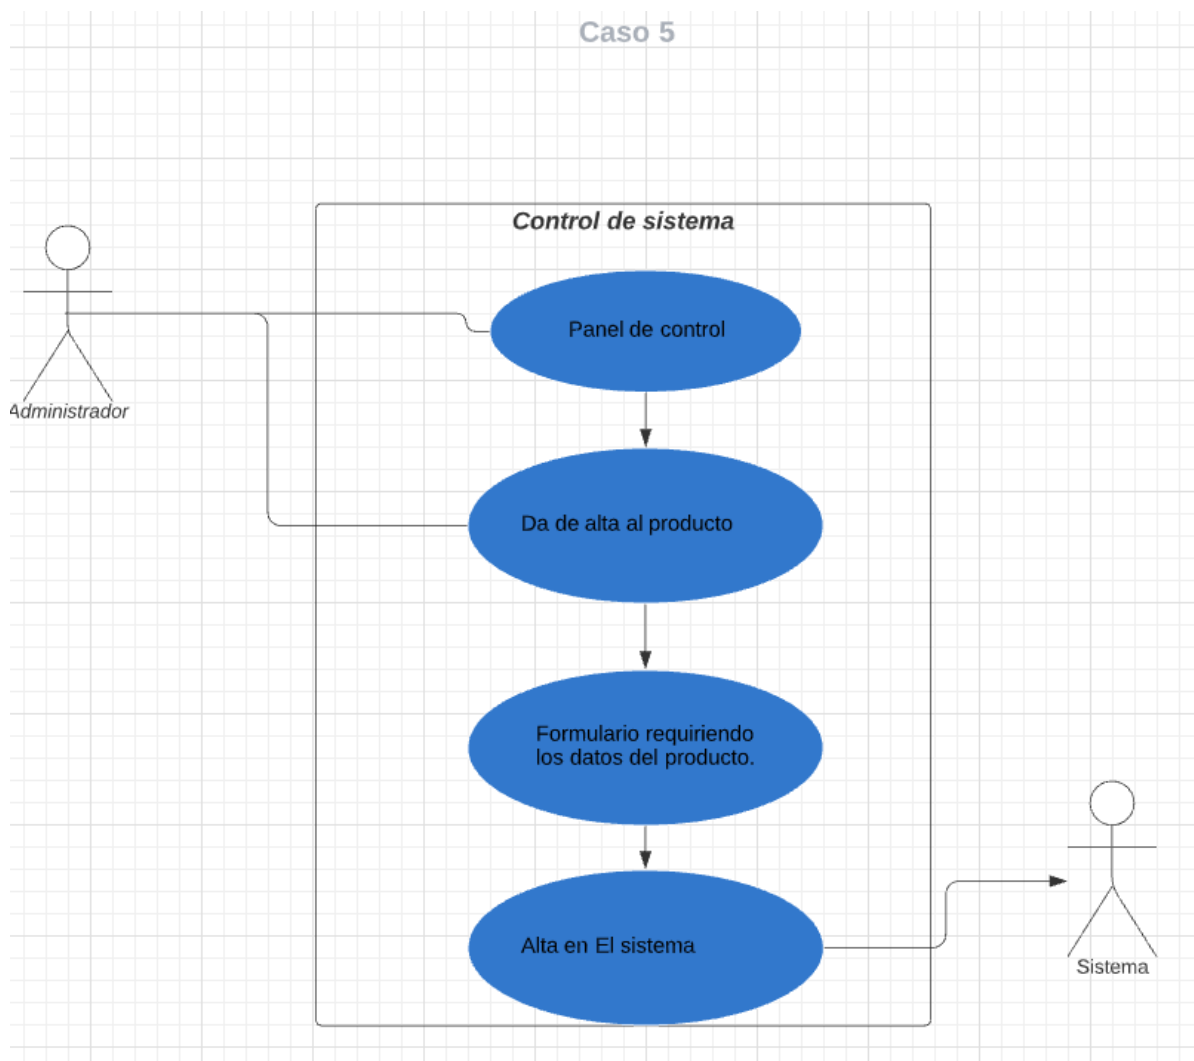 Caso 5
Control de sistema
Panel de control
Administrador
Da de alta al producto
Formulario requiriendo
los datos del producto.
Alta en El sistema
Sistema